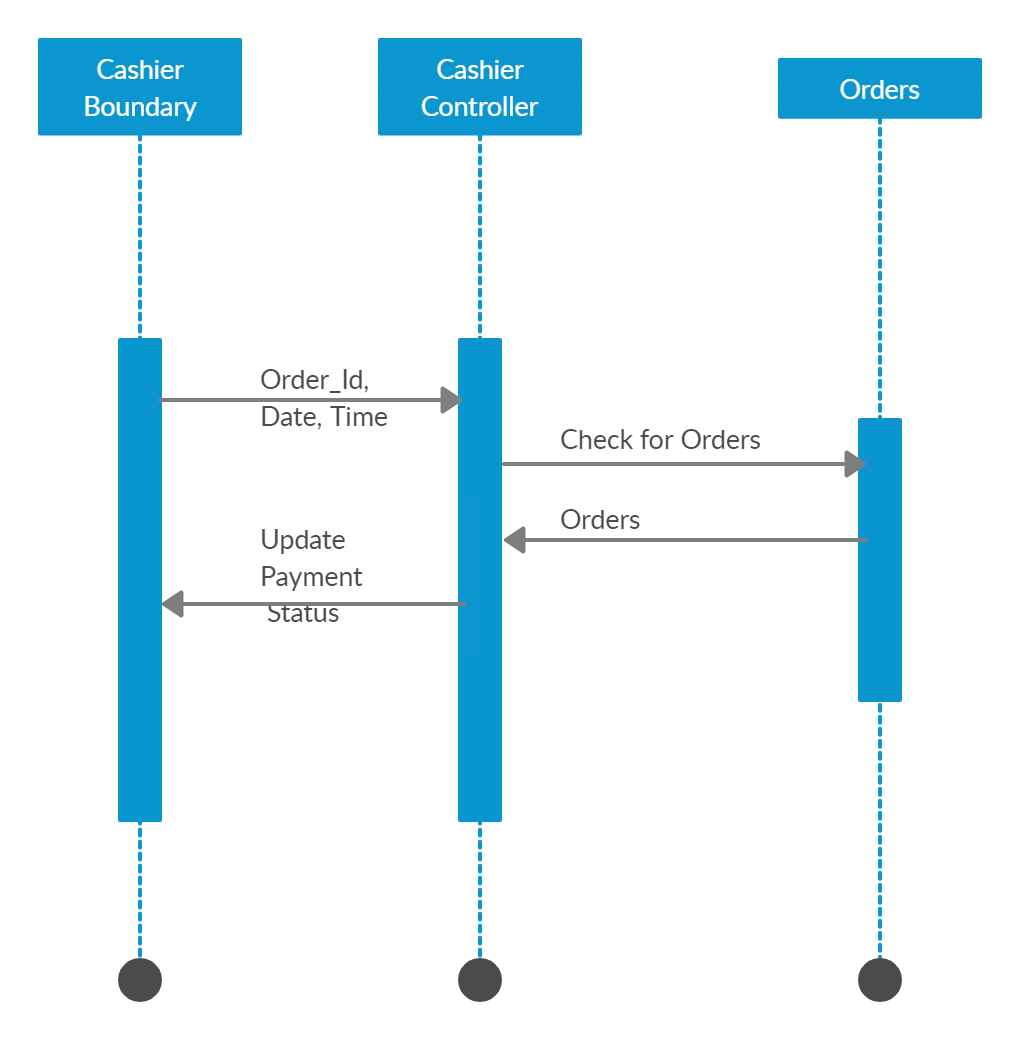 Cashier
Boundary
Cashier
Controller
Orders
Order_Id,
Date, Time
Check for Orders
Orders
Update
Payment
Status